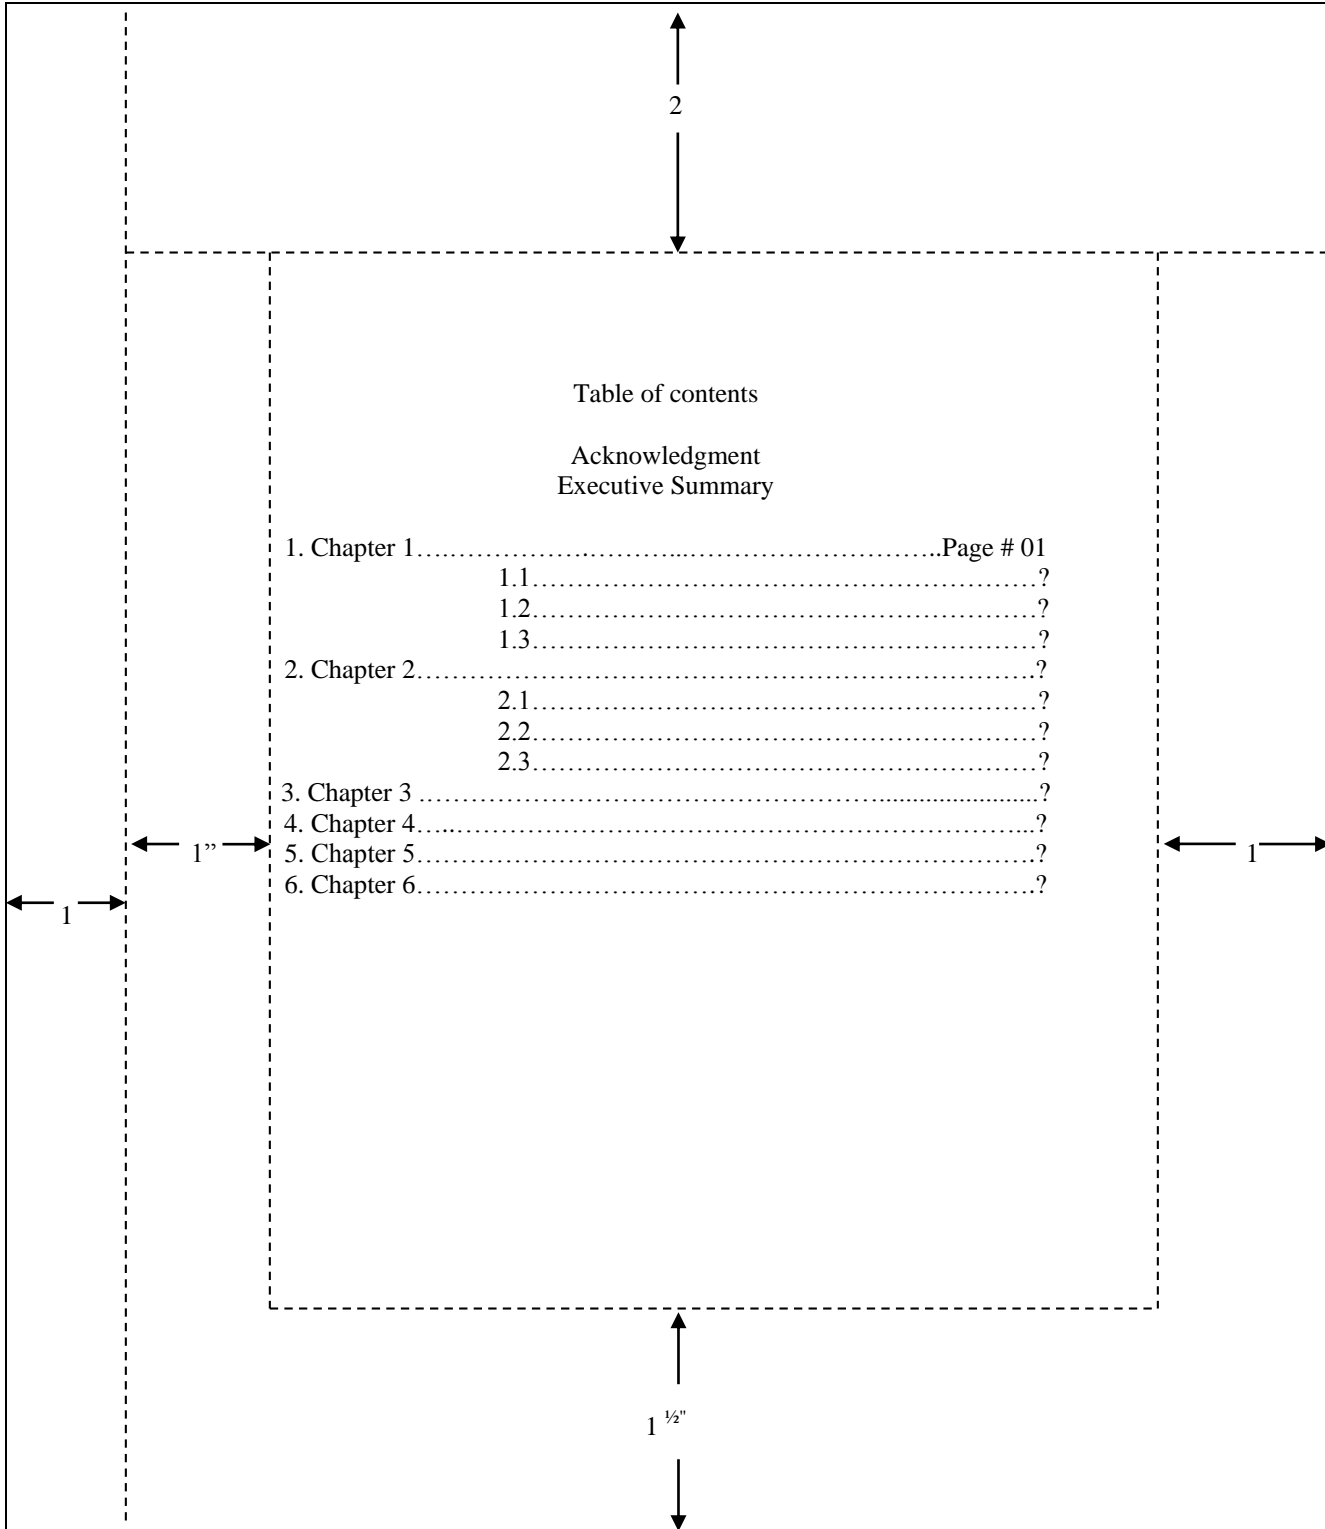 2
Table of contents
Acknowledgment
Executive Summary
1. Chapter 1….……………..………...………………………..Page # 01
1.1…………………………………………………?
1.2…………………………………………………?
1.3…………………………………………………?
2. Chapter 2…………………………………………………………….?
2.1…………………………………………………?
2.2…………………………………………………?
2.3…………………………………………………?
3. Chapter 3 ……………………………………………........................?
4. Chapter 4…..………………………………………………………...?
1” 1
5. Chapter 5…………………………………………………………….?
6. Chapter 6…………………………………………………………….?
1
1 ½"